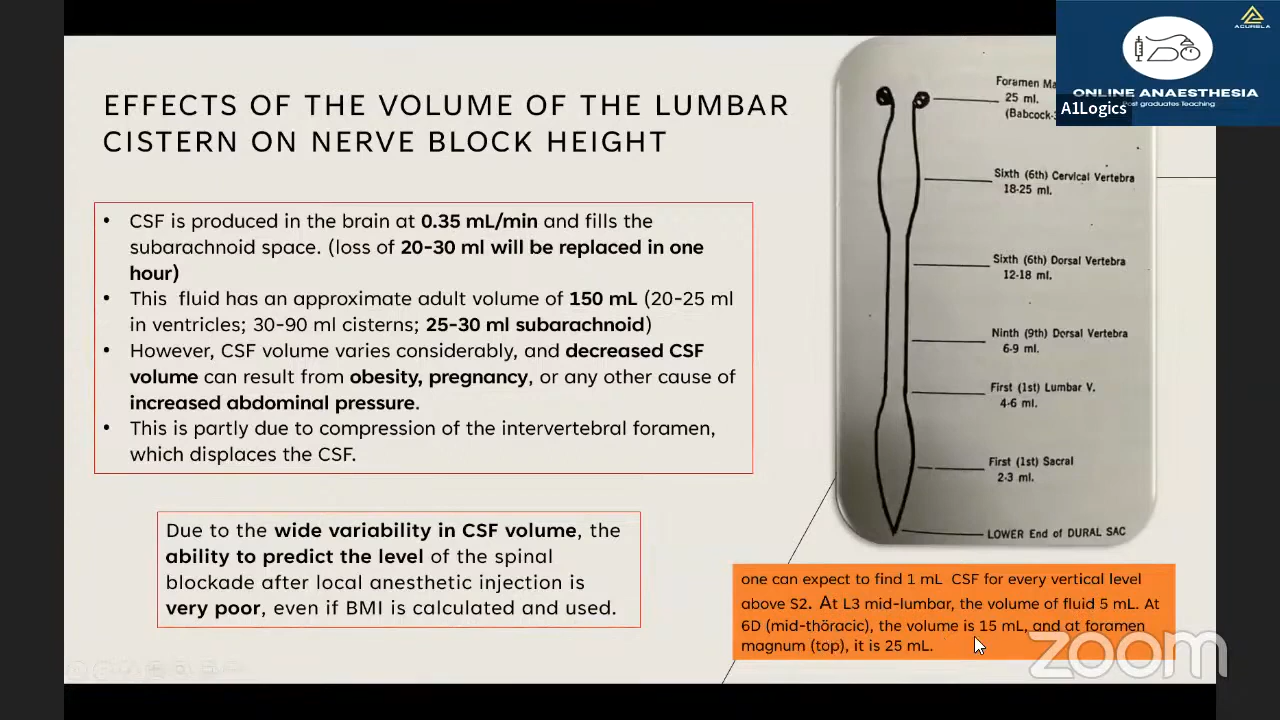 EFFECTS OF THE VOLUME OF THE LUMBAR
CISTERN ON NERVE BLOCK HEIGHT
• CSF is produced in the brain at 0.35 mL/min and fills the
subarachnoid space. (loss of 20-30 ml will be replaced in one
hour)
• This fluid has an approximate adult volume of 150 mL (20-25 ml
in ventricles; 30-90 ml cisterns; 25-30 ml subarachnoid)
• However, CSF volume varies considerably, and decreased CSF
volume can result from obesity, pregnancy, or any other cause of
increased abdominal pressure.
• This is partly due to compression of the intervertebral foramen,
which displaces the CSF.
Due to the wide variability in CSF volume, the
ability to predict the level of the spinal
blockade after local anesthetic injection is
very poor, even if BMI is calculated and used.
Foramen
25 ml.
Sixth (6th) Cervical Vertebra
18-25 ml.
Sixth (6th) Dorsal Vertebra
12-18 ml.
Ninth (9th) Dorsal Vertebra
6-9 ml.
First (1st) Lumbar V.
4-6 ml.
First (1st) Sacral
2-3 ml.
LOWER End of DURAL SAC
one can expect to find 1 mL CSF for every vertical level
above S2. At L3 mid-lumbar, the volume of fluid 5 mL. At
6D (mid-thöracic), the volume is 15 mL, and at foramen
magnum (top), it is 25 mL.
ACURELA
ONLINE ANAESTHESIA
Post graduates Teaching
A1Logics
zoom